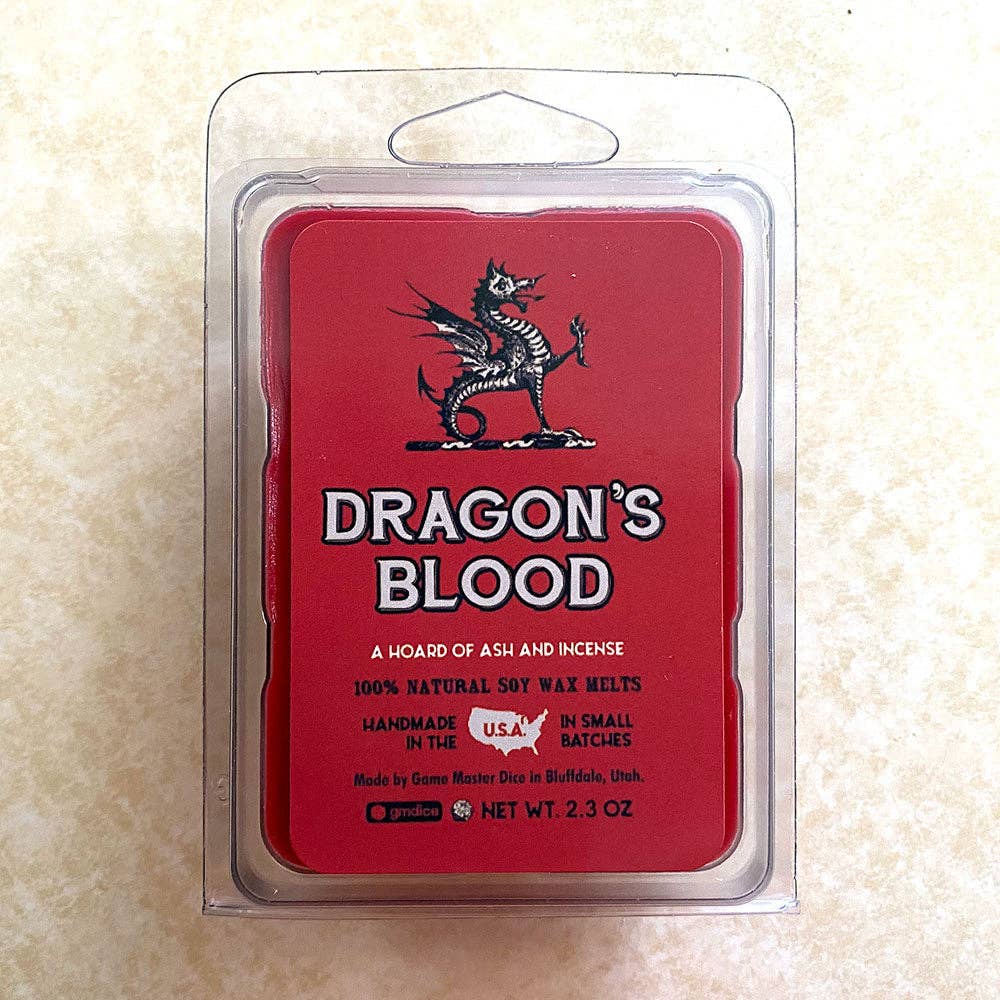 DRAGON'S
BLOOD
A HOARD OF ASH AND INCENSE
100% NATURAL SOY WAX MELTS
HANDMADE IN THE
U.S.A.
IN SMALL BATCHES
Made by Game Master Dice in Bluffdale, Utah.
gmdice NET WT. 2.3 OZ